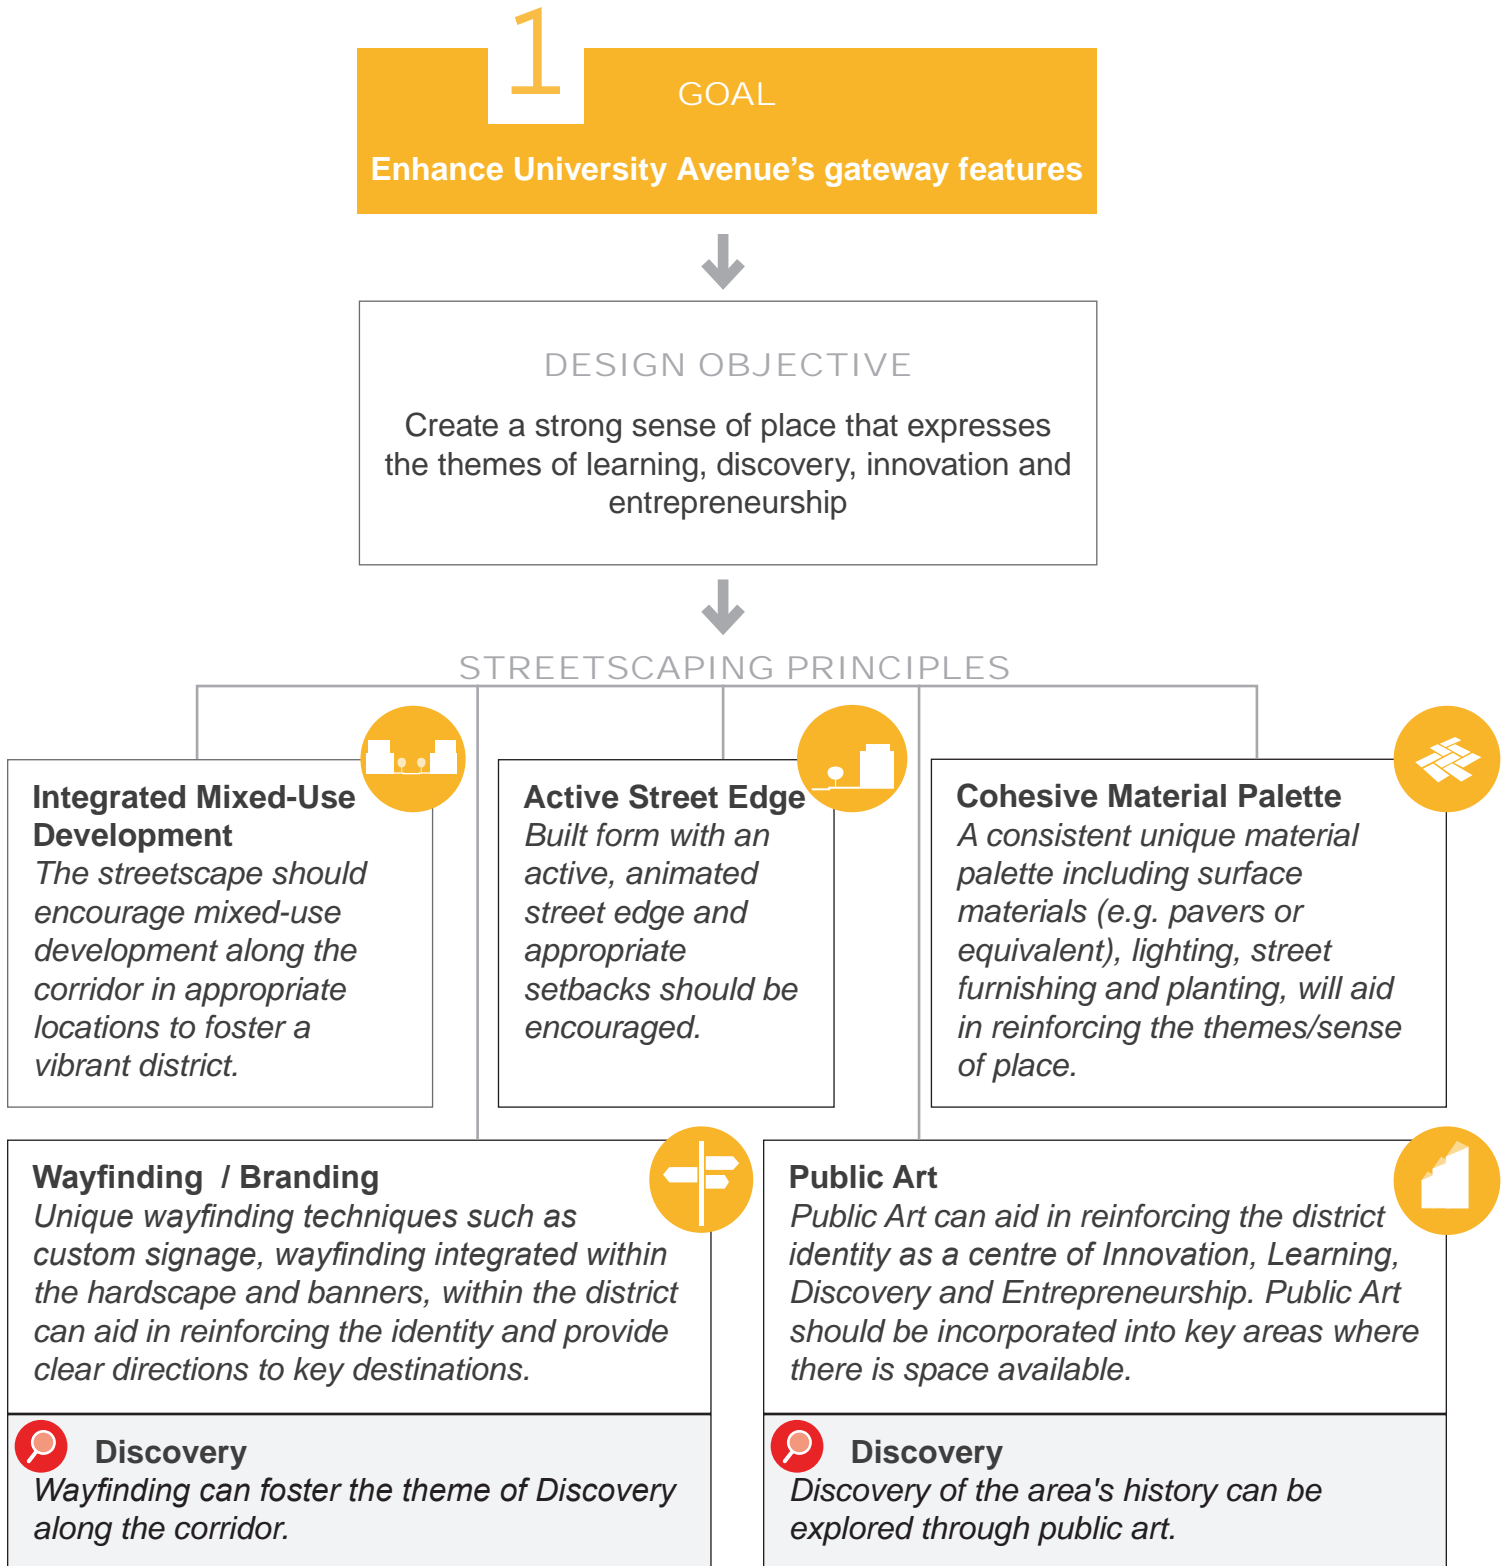 1
GOAL
Enhance University Avenue's gateway features
DESIGN OBJECTIVE
Create a strong sense of place that expresses
the themes of learning, discovery, innovation and
entrepreneurship
STREETSCAPING PRINCIPLES
Integrated Mixed-Use
Development
The streetscape should
encourage mixed-use
development along the
corridor in appropriate
locations to foster a
vibrant district.
Active Street Edge
Built form with an
active, animated
street edge and
appropriate
setbacks should be
encouraged.
Cohesive Material Palette
A consistent unique material
palette including surface
materials (e.g. pavers or
equivalent), lighting, street
furnishing and planting, will aid
in reinforcing the themes/sense
of place.
Wayfinding  / Branding
Unique wayfinding techniques such as
custom signage, wayfinding integrated within
the hardscape and banners, within the district
can aid in reinforcing the identity and provide
clear directions to key destinations.
Discovery
Wayfinding can foster the theme of Discovery
along the corridor.
Public Art
Public Art can aid in reinforcing the district
identity as a centre of Innovation, Learning,
Discovery and Entrepreneurship. Public Art
should be incorporated into key areas where
there is space available.
Discovery
Discovery of the area's history can be
explored through public art.